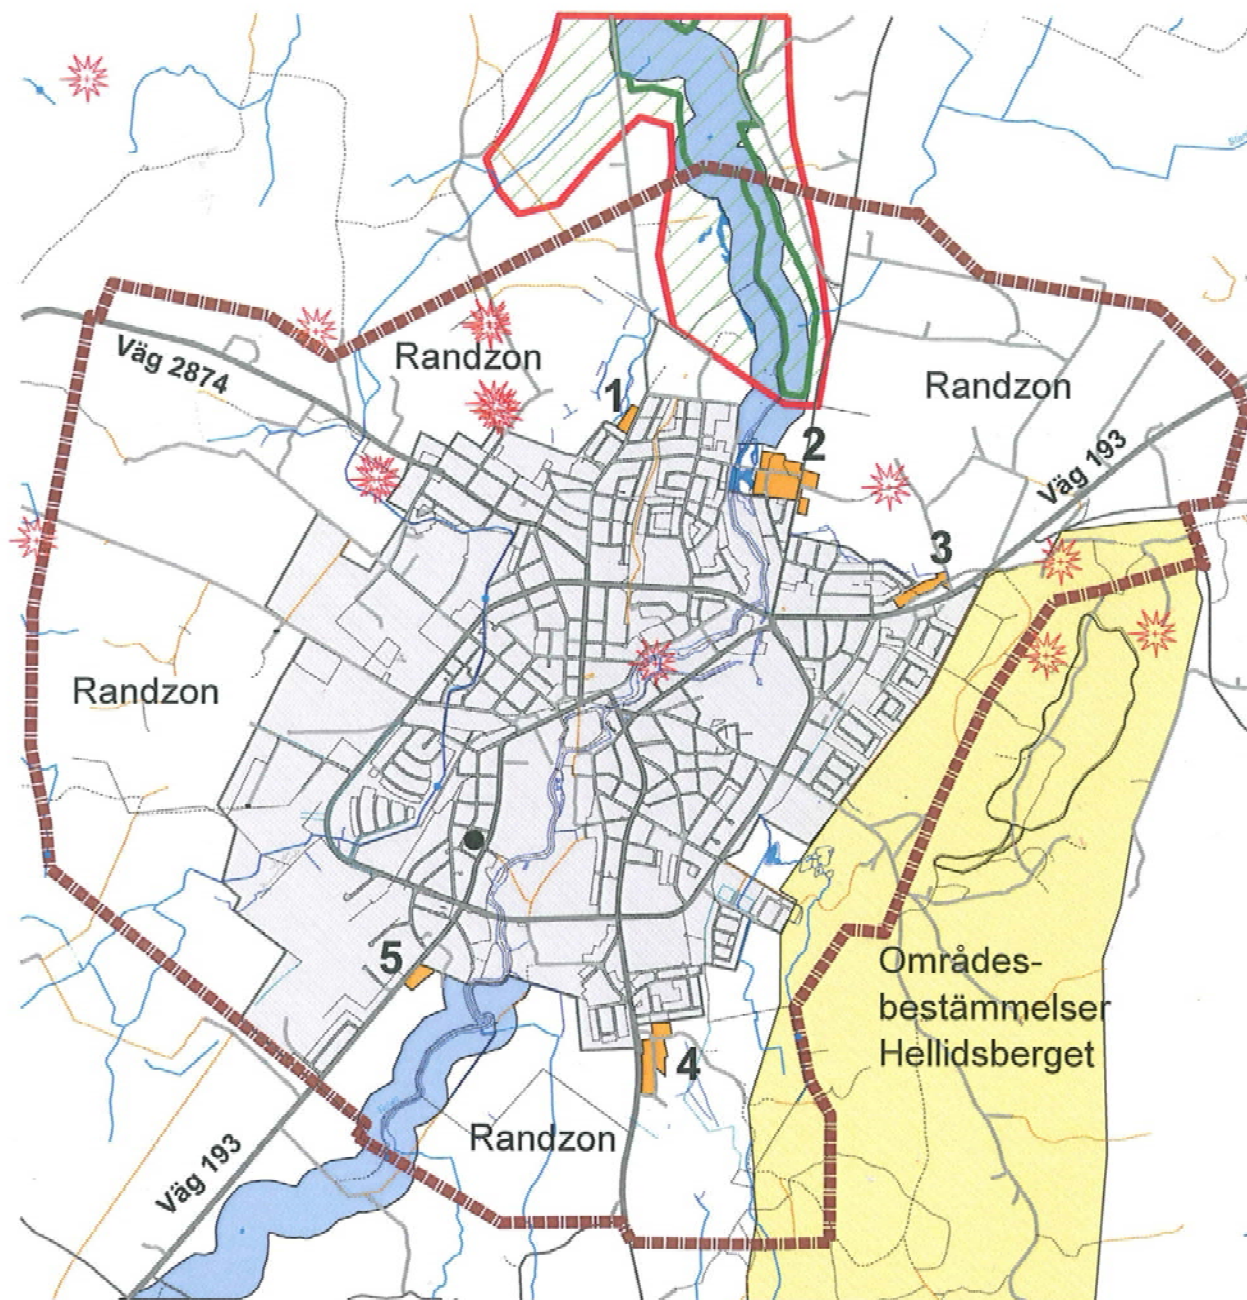 Väg 2874
Randzon
1
Randzon
2
Väg 193
3
Randzon
5
Områdes-
bestämmelser
Hellidsberget
4
Randzon
Väg 193